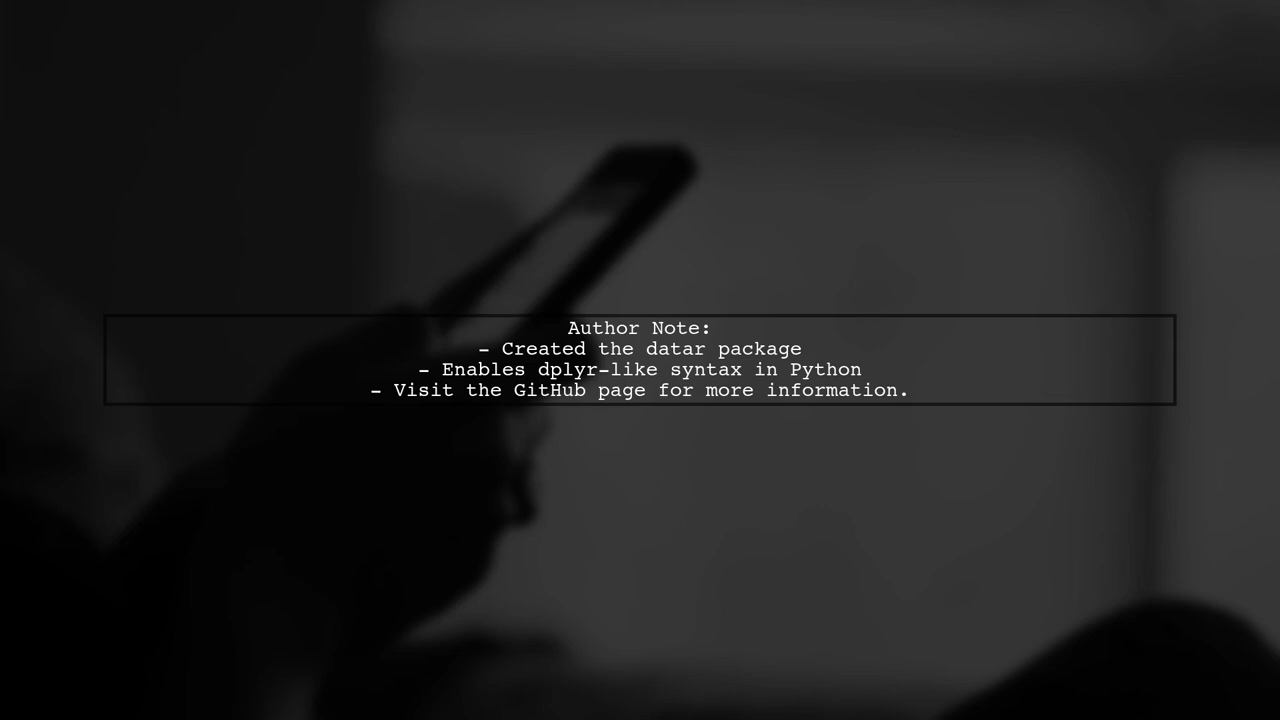 Author Note:
- Created the datar package
- Enables dplyr-like syntax in Python
- Visit the GitHub page for more information.